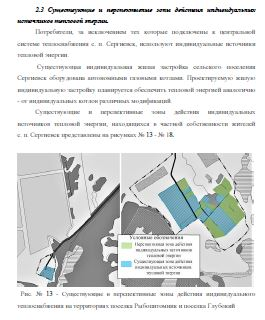 2.3 Существующие и перспективные зоны действия индивидуальных
источников тепловой энергии.
Потребители, за исключением тех которые подключены к центральной
системе теплоснабжения с. п. Сергиевск, используют индивидуальные источники
тепловой энергии.
Существующая индивидуальная жилая застройка сельского поселения
Сергиевск оборудована автономными газовыми котлами. Проектируемую жилую
индивидуальную застройку планируется обеспечить тепловой энергией аналогично
- от индивидуальных котлов различных модификаций.
Существующие и перспективные зоны действия индивидуальных
источников тепловой энергии, находящихся в частной собственности жителей
с. п. Сергиевск представлены на рисунках № 13 - № 18.
Условные обозначения
Перспективная зона действия
индивидуальных источников
тепловой энергии
Существующая зона действия
индивидуальных источников
тепловой энергии
Рис. № 13 - Существующие и перспективные зоны действия индивидуального
теплоснабжения на территориях поселка Рыбопитомник и поселка Глубокий